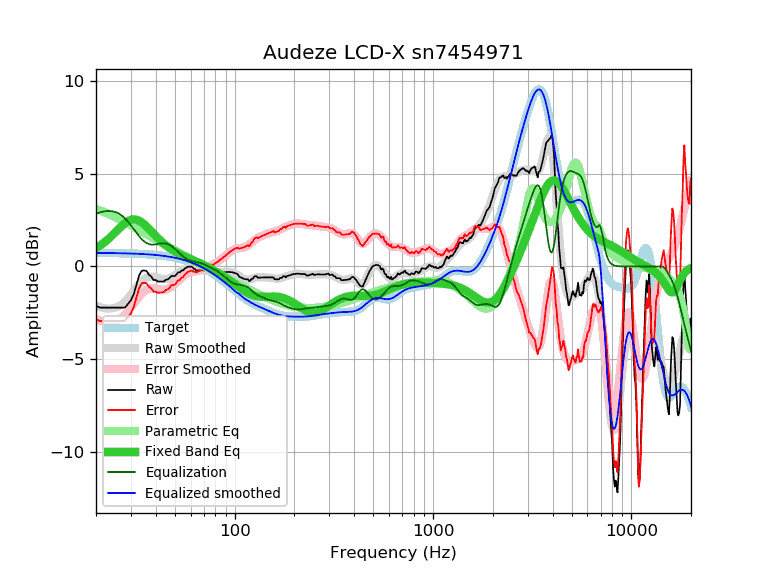 Audeze LCD-X sn7454971
Amplitude (dBr)
10
5
0
−5
−10
Target
Raw Smoothed
Error Smoothed
Raw
Error
Parametric Eq
Fixed Band Eq
Equalization
Equalized smoothed
100
1000
10000
Frequency (Hz)